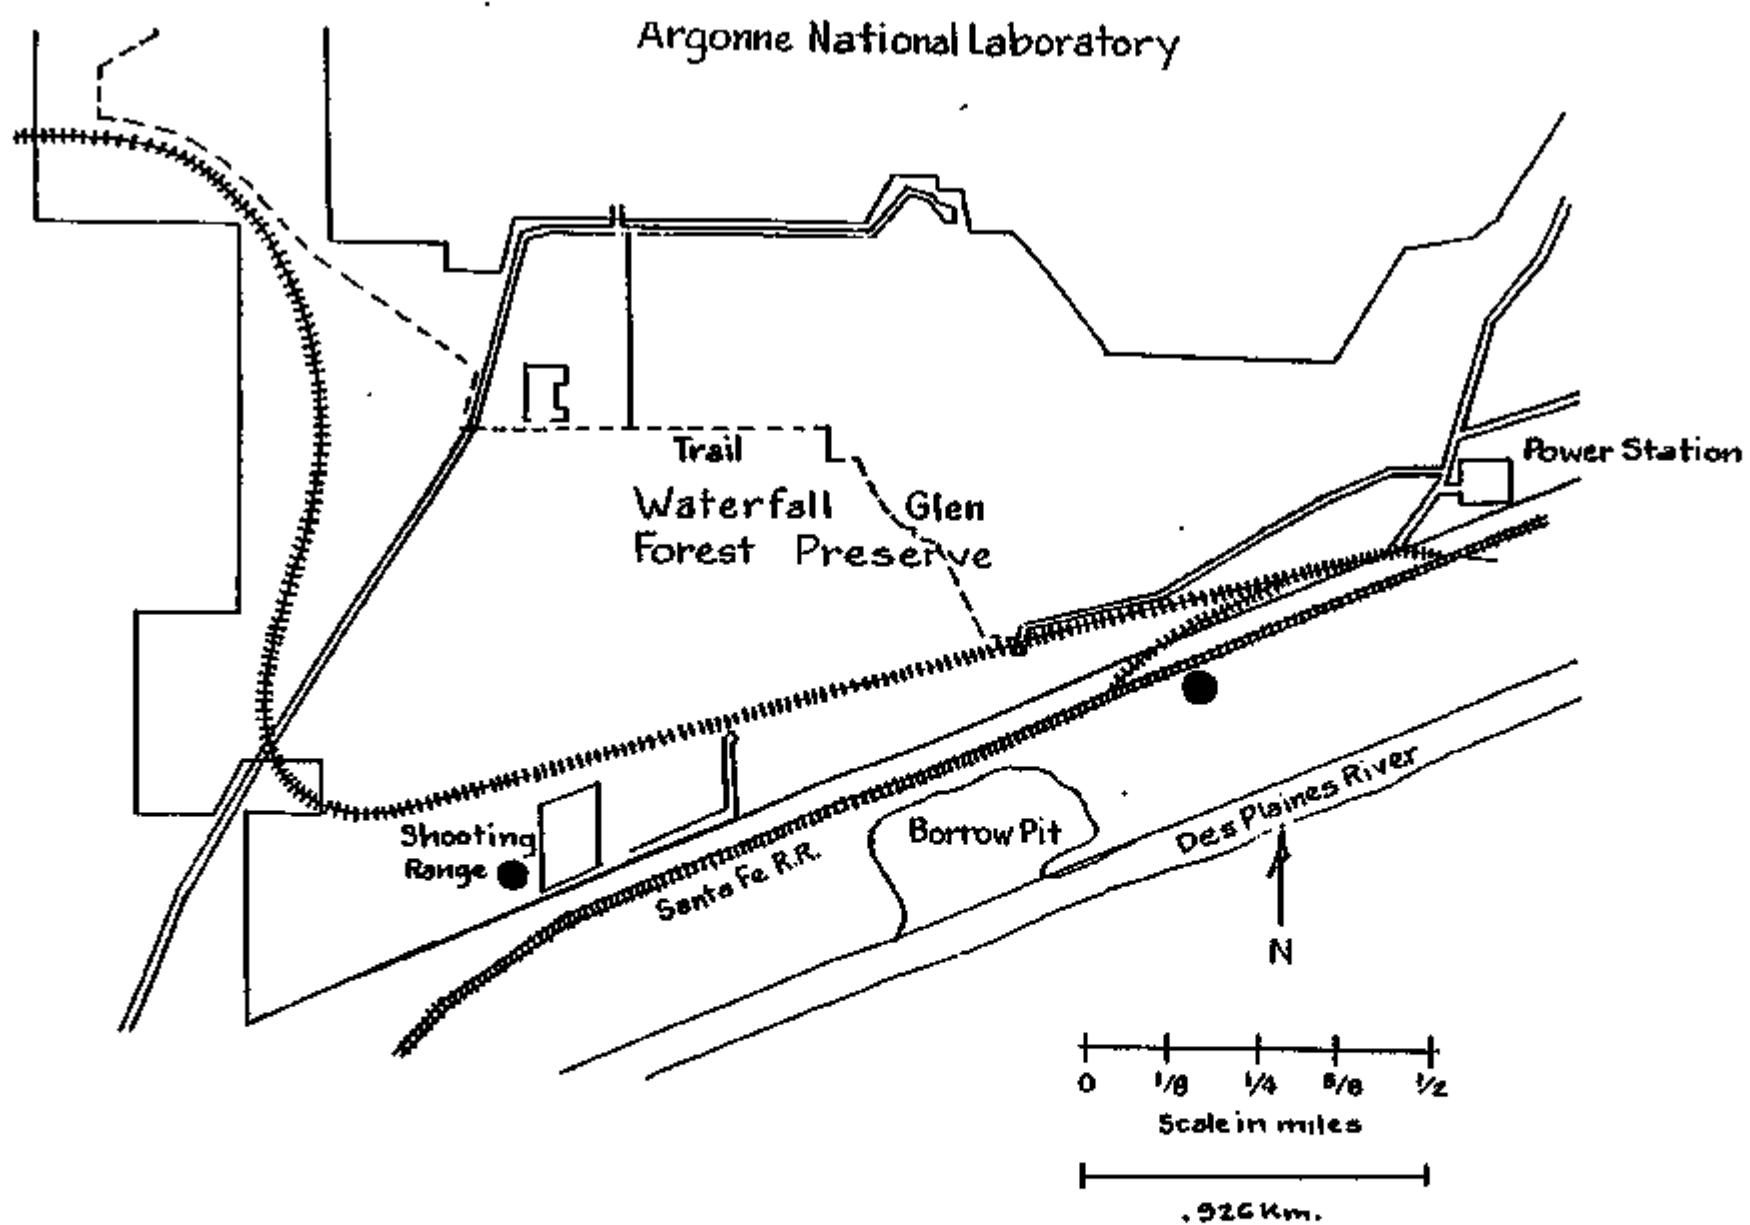 Argonne National Laboratory
Trail
Waterfall Glen
Forest Preserve
Power Station
Shooting
Range
Santa Fe R.R.
Borrow Pit
Des Plaines River
N
0 1/8 1/4 3/8 1/2
Scale in miles
.926 Km.